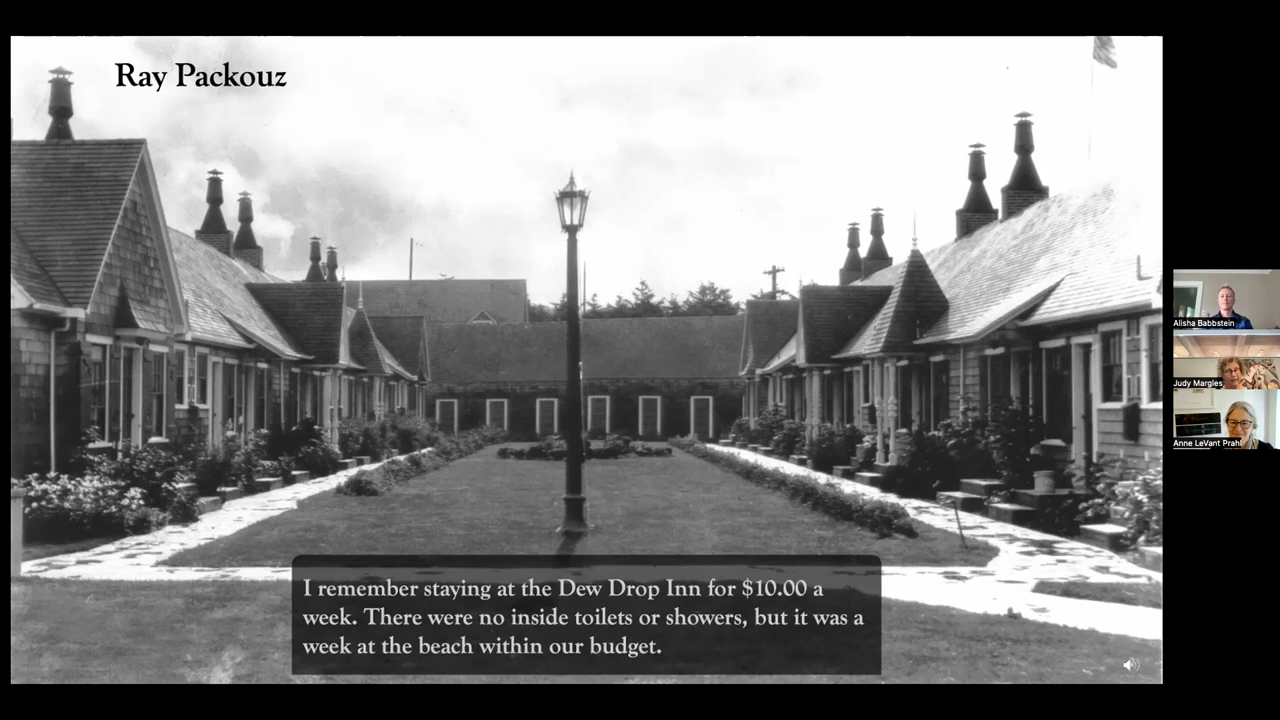 Ray Packouz
I remember staying at the Dew Drop Inn for $10.00 a
week. There were no inside toilets or showers, but it was a
week at the beach within our budget.
Alisha Babbstein
Judy Margles
Anne LeVant Prahl